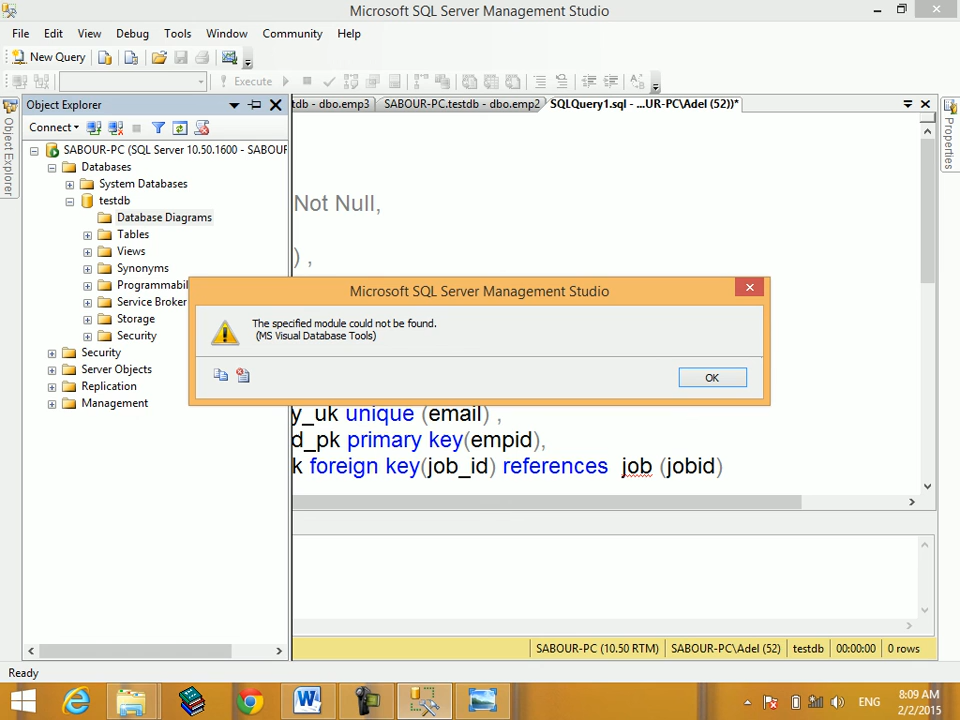 Microsoft SQL Server Management Studio
File Edit View Debug Tools Window Community Help
New Query
Execute
Object Explorer
tdb - dbo.emp3 SABOUR-PC.testdb - dbo.emp2 SQLQuery1.sql - ...UR-PC\Adel (52))*
Object Explorer
Properties
Connect
SABOUR-PC (SQL Server 10.50.1600 - SABOUR
Databases
System Databases
testdb
Database Diagrams
Tables
Views
Synonyms
Programmabil
Service Broker
Storage
Security
Security
Server Objects
Replication
Management
Not Null,
) ,
Microsoft SQL Server Management Studio
The specified module could not be found.
(MS Visual Database Tools)
OK
y_uk unique (email) ,
d_pk primary key(empid),
k foreign key(job_id) references job (jobid)
SABOUR-PC (10.50 RTM) SABOUR-PC\Adel (52) testdb 00:00:00 0 rows
Ready
ENG
8:09 AM
2/2/2015